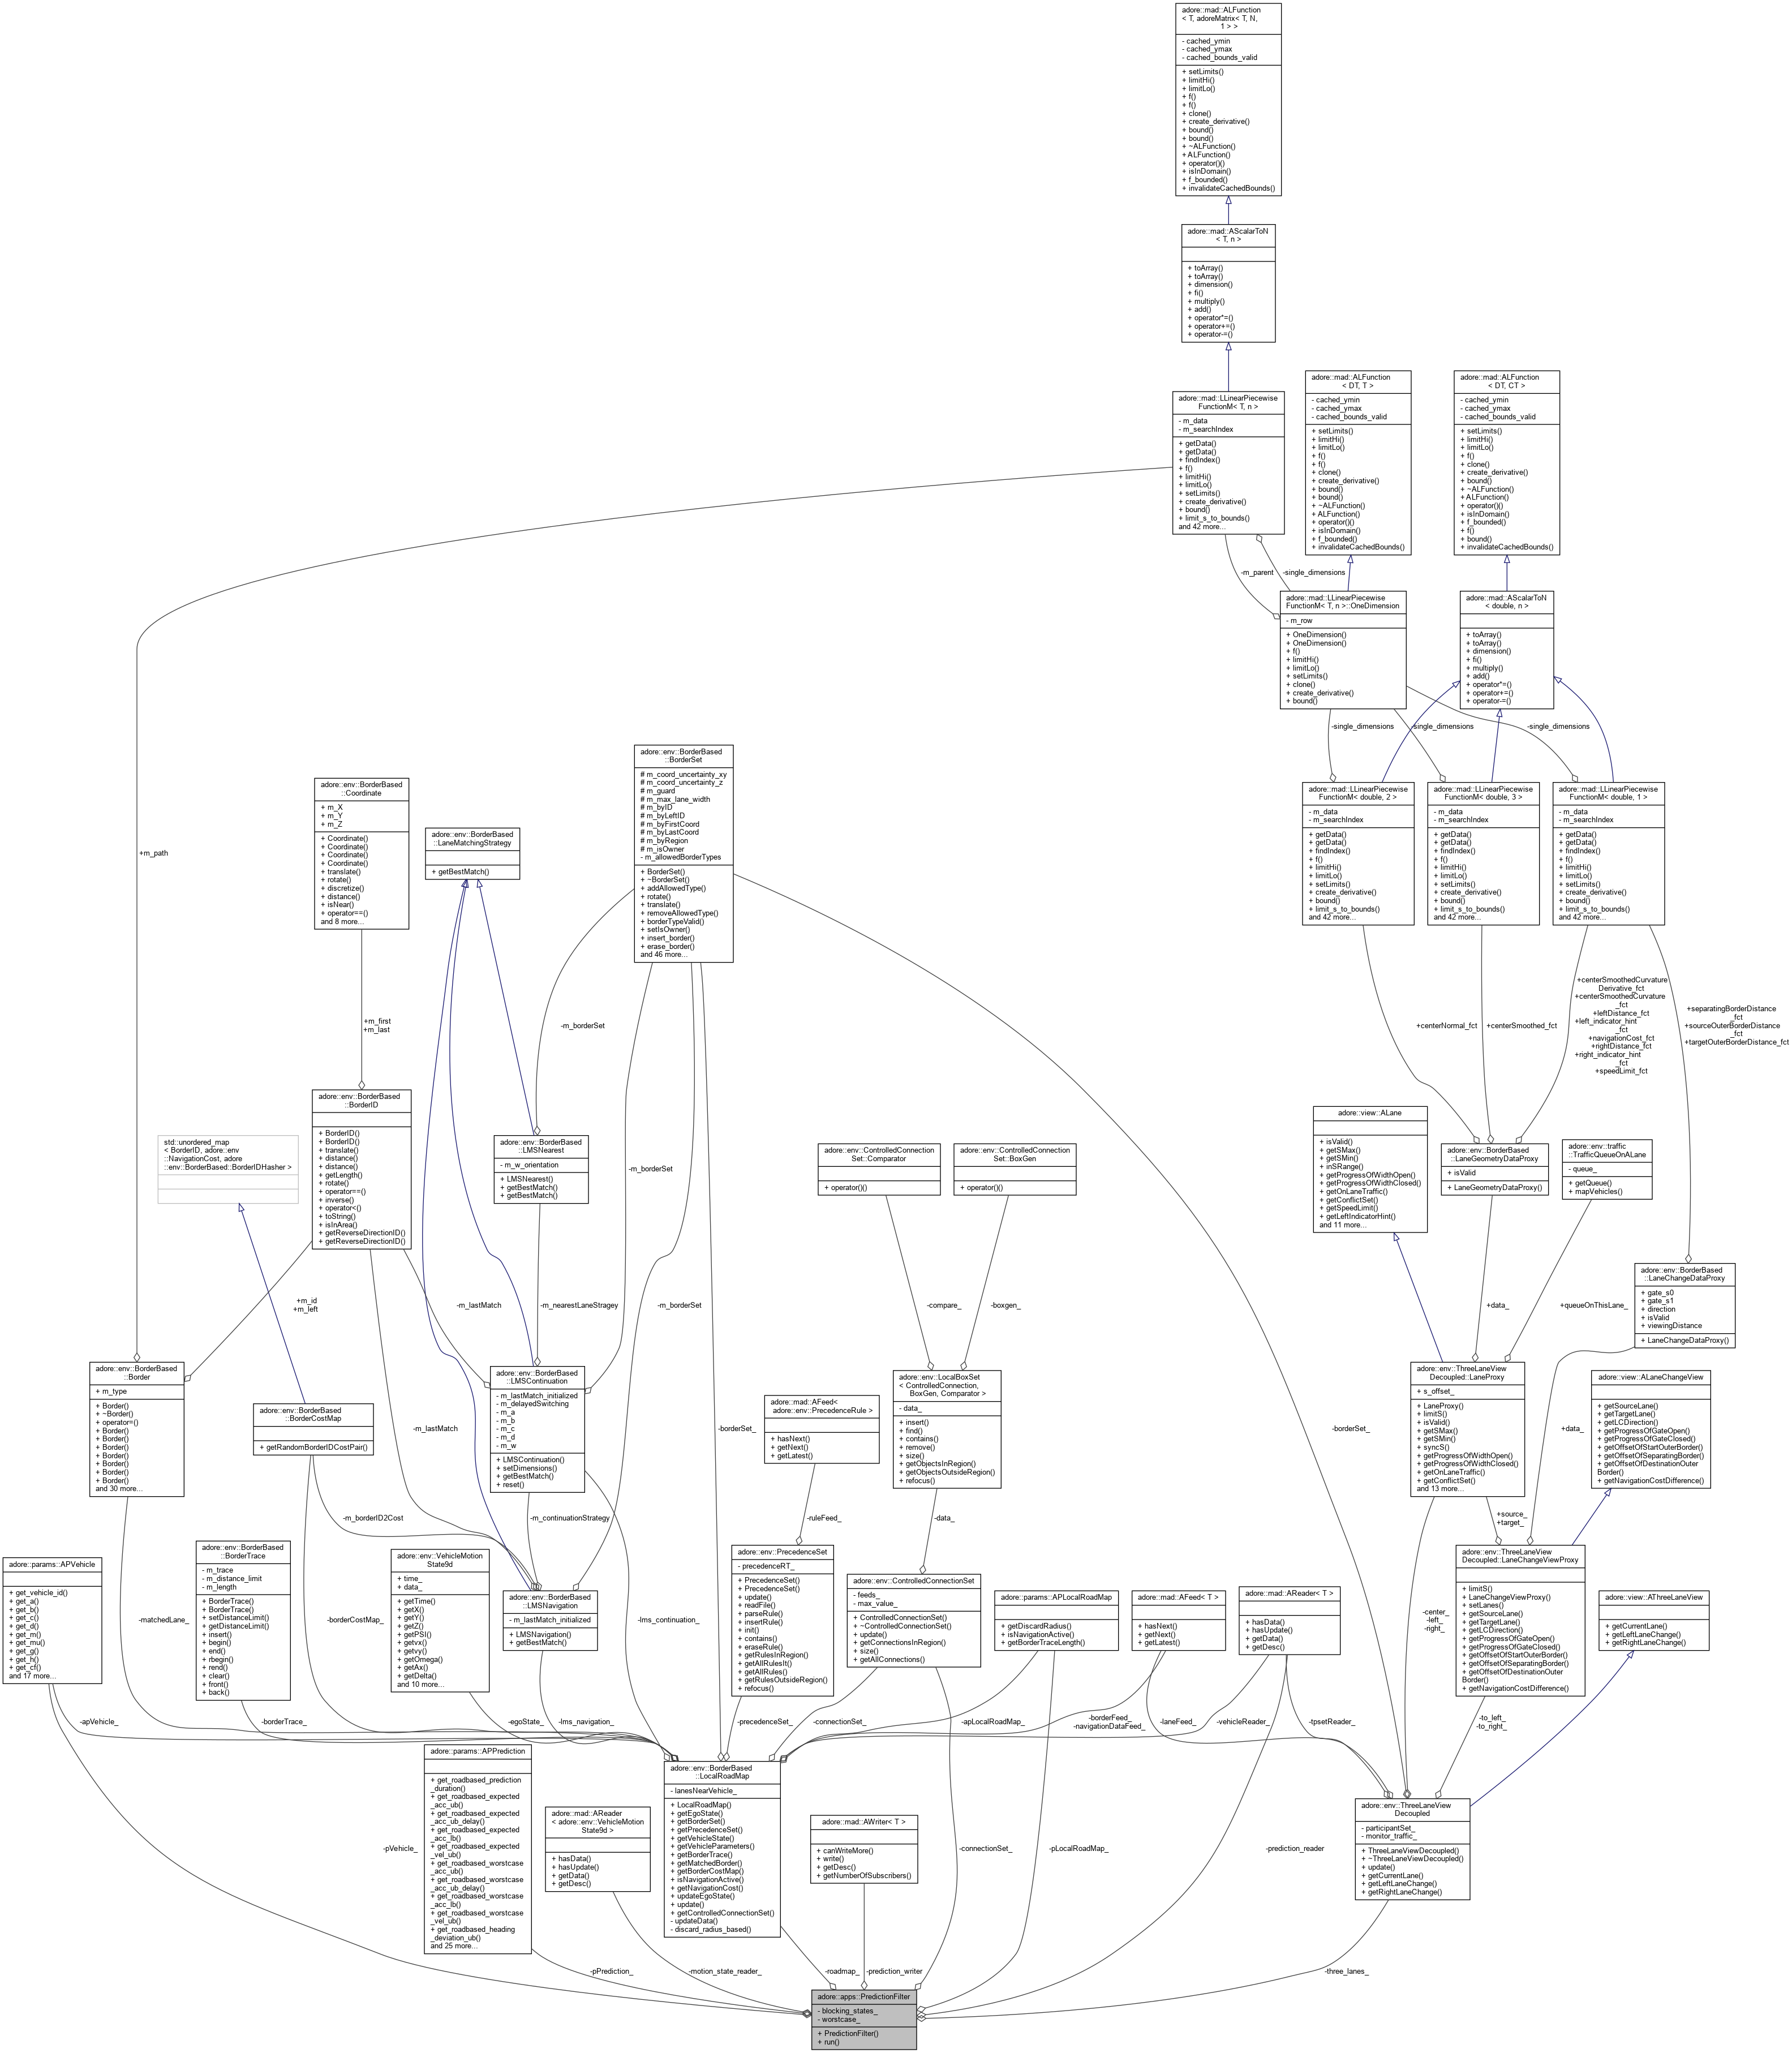 adore::mad::ALFunction
< T, adoreMatrix< T, N,
1 > >
- cached_ymin
- cached_ymax
- cached_bounds_valid
+ setLimits()
+ limitHi()
+ limitLo()
+ f()
+ f()
+ clone()
+ create_derivative()
+ bound()
+ bound()
+ ~ALFunction()
+ ALFunction()
+ operator()()
+ isInDomain()
+ f_bounded()
+ invalidateCachedBounds()
adore::mad::AScalarToN
< T, n >
+ toArray()
+ toArray()
+ dimension()
+ fi()
+ multiply()
+ add()
+ operator*=()
+ operator+=()
+ operator-=()
adore::mad::LLinearPiecewise
FunctionM< T, n >
- m_data
- m_searchIndex
+ getData()
+ getData()
+ findIndex()
+ f()
+ limitHi()
+ limitLo()
+ setLimits()
+ create_derivative()
+ bound()
+ limit_s_to_bounds()
and 42 more...
adore::mad::ALFunction
< DT, T >
- cached_ymin
- cached_ymax
- cached_bounds_valid
+ setLimits()
+ limitHi()
+ limitLo()
+ f()
+ f()
+ clone()
+ create_derivative()
+ bound()
+ bound()
+ ~ALFunction()
+ ALFunction()
+ operator()()
+ isInDomain()
+ f_bounded()
+ invalidateCachedBounds()
adore::mad::ALFunction
< DT, CT >
- cached_ymin
- cached_ymax
- cached_bounds_valid
+ setLimits()
+ limitHi()
+ limitLo()
+ f()
+ clone()
+ create_derivative()
+ bound()
+ ~ALFunction()
+ ALFunction()
+ operator()()
+ isInDomain()
+ f_bounded()
+ f()
+ bound()
+ invalidateCachedBounds()
-m_parent
-single_dimensions
adore::mad::LLinearPiecewise
FunctionM< T, n >::OneDimension
- m_row
+ OneDimension()
+ OneDimension()
+ f()
+ limitHi()
+ limitLo()
+ setLimits()
+ clone()
+ create_derivative()
+ bound()
adore::mad::AScalarToN
< double, n >
+ toArray()
+ toArray()
+ dimension()
+ fi()
+ multiply()
+ add()
+ operator*=()
+ operator+=()
+ operator-=()
-single_dimensions
-single_dimensions
-single_dimensions
adore::mad::LLinearPiecewise
FunctionM< double, 2 >
- m_data
- m_searchIndex
+ getData()
+ getData()
+ findIndex()
+ f()
+ limitHi()
+ limitLo()
+ setLimits()
+ create_derivative()
+ bound()
+ limit_s_to_bounds()
and 42 more...
adore::mad::LLinearPiecewise
FunctionM< double, 3 >
- m_data
- m_searchIndex
+ getData()
+ getData()
+ findIndex()
+ f()
+ limitHi()
+ limitLo()
+ setLimits()
+ create_derivative()
+ bound()
+ limit_s_to_bounds()
and 42 more...
adore::mad::LLinearPiecewise
FunctionM< double, 1 >
- m_data
- m_searchIndex
+ getData()
+ getData()
+ findIndex()
+ f()
+ limitHi()
+ limitLo()
+ setLimits()
+ create_derivative()
+ bound()
+ limit_s_to_bounds()
and 42 more...
adore::env::BorderBased
::BorderSet
# m_coord_uncertainty_xy
# m_coord_uncertainty_z
# m_guard
# m_max_lane_width
# m_byID
# m_byLeftID
# m_byFirstCoord
# m_byLastCoord
# m_byRegion
# m_isOwner
- m_allowedBorderTypes
+ BorderSet()
+ ~BorderSet()
+ addAllowedType()
+ rotate()
+ translate()
+ removeAllowedType()
+ borderTypeValid()
+ setIsOwner()
+ insert_border()
+ erase_border()
and 46 more...
adore::env::BorderBased
::Coordinate
+ m_X
+ m_Y
+ m_Z
+ Coordinate()
+ Coordinate()
+ Coordinate()
+ Coordinate()
+ translate()
+ rotate()
+ discretize()
+ distance()
+ isNear()
+ operator==()
and 8 more...
adore::env::BorderBased
::LaneMatchingStrategy
+ getBestMatch()
+m_path
+m_first
+m_last
-m_borderSet
+centerNormal_fct
+centerSmoothed_fct
+centerSmoothedCurvature
Derivative_fct
+centerSmoothedCurvature
_fct
+leftDistance_fct
+left_indicator_hint
_fct
+navigationCost_fct
+rightDistance_fct
+right_indicator_hint
_fct
+speedLimit_fct
+separatingBorderDistance
_fct
+sourceOuterBorderDistance
_fct
+targetOuterBorderDistance_fct
adore::env::BorderBased
::BorderID
+ BorderID()
+ BorderID()
+ translate()
+ distance()
+ distance()
+ getLength()
+ rotate()
+ operator==()
+ inverse()
+ operator<()
+ toString()
+ isInArea()
+ getReverseDirectionID()
+ getReverseDirectionID()
std::unordered_map
< BorderID, adore::env
::NavigationCost, adore
::env::BorderBased::BorderIDHasher >
adore::env::BorderBased
::LMSNearest
- m_w_orientation
+ LMSNearest()
+ getBestMatch()
+ getBestMatch()
-m_borderSet
adore::env::ControlledConnection
Set::Comparator
+ operator()()
adore::env::ControlledConnection
Set::BoxGen
+ operator()()
adore::view::ALane
+ isValid()
+ getSMax()
+ getSMin()
+ inSRange()
+ getProgressOfWidthOpen()
+ getProgressOfWidthClosed()
+ getOnLaneTraffic()
+ getConflictSet()
+ getSpeedLimit()
+ getLeftIndicatorHint()
and 11 more...
adore::env::BorderBased
::LaneGeometryDataProxy
+ isValid
+ LaneGeometryDataProxy()
adore::env::traffic
::TrafficQueueOnALane
- queue_
+ getQueue()
+ mapVehicles()
adore::env::BorderBased
::LaneChangeDataProxy
+ gate_s0
+ gate_s1
+ direction
+ isValid
+ viewingDistance
+ LaneChangeDataProxy()
+m_id
+m_left
-m_lastMatch
-m_nearestLaneStragey
-m_borderSet
-compare_
-boxgen_
+data_
+queueOnThisLane_
adore::env::BorderBased
::Border
+ m_type
+ Border()
+ ~Border()
+ operator=()
+ Border()
+ Border()
+ Border()
+ Border()
+ Border()
+ Border()
+ Border()
and 30 more...
adore::env::BorderBased
::BorderCostMap
+ getRandomBorderIDCostPair()
-m_lastMatch
adore::env::BorderBased
::LMSContinuation
- m_lastMatch_initialized
- m_delayedSwitching
- m_a
- m_b
- m_c
- m_d
- m_w
+ LMSContinuation()
+ setDimensions()
+ getBestMatch()
+ reset()
-borderSet_
adore::mad::AFeed<
adore::env::PrecedenceRule >
+ hasNext()
+ getNext()
+ getLatest()
adore::env::LocalBoxSet
< ControlledConnection,
BoxGen, Comparator >
- data_
+ insert()
+ find()
+ contains()
+ remove()
+ size()
+ getObjectsInRegion()
+ getObjectsOutsideRegion()
+ refocus()
-borderSet_
adore::env::ThreeLaneView
Decoupled::LaneProxy
+ s_offset_
+ LaneProxy()
+ limitS()
+ isValid()
+ getSMax()
+ getSMin()
+ syncS()
+ getProgressOfWidthOpen()
+ getProgressOfWidthClosed()
+ getOnLaneTraffic()
+ getConflictSet()
and 13 more...
+data_
adore::view::ALaneChangeView
+ getSourceLane()
+ getTargetLane()
+ getLCDirection()
+ getProgressOfGateOpen()
+ getProgressOfGateClosed()
+ getOffsetOfStartOuterBorder()
+ getOffsetOfSeparatingBorder()
+ getOffsetOfDestinationOuter
Border()
+ getNavigationCostDifference()
-m_borderID2Cost
-m_continuationStrategy
-ruleFeed_
-data_
+source_
+target_
adore::params::APVehicle
+ get_vehicle_id()
+ get_a()
+ get_b()
+ get_c()
+ get_d()
+ get_m()
+ get_mu()
+ get_g()
+ get_h()
+ get_cf()
and 17 more...
-matchedLane_
adore::env::BorderBased
::BorderTrace
- m_trace
- m_distance_limit
- m_length
+ BorderTrace()
+ BorderTrace()
+ setDistanceLimit()
+ getDistanceLimit()
+ insert()
+ begin()
+ end()
+ rbegin()
+ rend()
+ clear()
+ front()
+ back()
-borderCostMap_
adore::env::VehicleMotion
State9d
+ time_
+ data_
+ getTime()
+ getX()
+ getY()
+ getZ()
+ getPSI()
+ getvx()
+ getvy()
+ getOmega()
+ getAx()
+ getDelta()
and 10 more...
adore::env::BorderBased
::LMSNavigation
- m_lastMatch_initialized
+ LMSNavigation()
+ getBestMatch()
-lms_continuation_
adore::env::PrecedenceSet
- precedenceRT_
+ PrecedenceSet()
+ PrecedenceSet()
+ update()
+ readFile()
+ parseRule()
+ insertRule()
+ init()
+ contains()
+ eraseRule()
+ getRulesInRegion()
+ getAllRulesIt()
+ getAllRules()
+ getRulesOutsideRegion()
+ refocus()
adore::env::ControlledConnectionSet
- feeds_
- max_value_
+ ControlledConnectionSet()
+ ~ControlledConnectionSet()
+ update()
+ getConnectionsInRegion()
+ size()
+ getAllConnections()
adore::params::APLocalRoadMap
+ getDiscardRadius()
+ isNavigationActive()
+ getBorderTraceLength()
adore::mad::AFeed< T >
+ hasNext()
+ getNext()
+ getLatest()
adore::mad::AReader< T >
+ hasData()
+ hasUpdate()
+ getData()
+ getDesc()
-center_
-left_
-right_
adore::env::ThreeLaneView
Decoupled::LaneChangeViewProxy
+ limitS()
+ LaneChangeViewProxy()
+ setLanes()
+ getSourceLane()
+ getTargetLane()
+ getLCDirection()
+ getProgressOfGateOpen()
+ getProgressOfGateClosed()
+ getOffsetOfStartOuterBorder()
+ getOffsetOfSeparatingBorder()
+ getOffsetOfDestinationOuter
Border()
+ getNavigationCostDifference()
adore::view::AThreeLaneView
+ getCurrentLane()
+ getLeftLaneChange()
+ getRightLaneChange()
-apVehicle_
-borderTrace_
-egoState_
-lms_navigation_
-precedenceSet_
-connectionSet_
-apLocalRoadMap_
-borderFeed_
-navigationDataFeed_
-laneFeed_
-vehicleReader_
-tpsetReader_
-to_left_
-to_right_
adore::params::APPrediction
+ get_roadbased_prediction
_duration()
+ get_roadbased_expected
_acc_ub()
+ get_roadbased_expected
_acc_ub_delay()
+ get_roadbased_expected
_acc_lb()
+ get_roadbased_expected
_vel_ub()
+ get_roadbased_worstcase
_acc_ub()
+ get_roadbased_worstcase
_acc_ub_delay()
+ get_roadbased_worstcase
_acc_lb()
+ get_roadbased_worstcase
_vel_ub()
+ get_roadbased_heading
_deviation_ub()
and 25 more...
adore::mad::AReader
< adore::env::VehicleMotion
State9d >
+ hasData()
+ hasUpdate()
+ getData()
+ getDesc()
adore::env::BorderBased
::LocalRoadMap
- lanesNearVehicle_
+ LocalRoadMap()
+ getEgoState()
+ getBorderSet()
+ getPrecedenceSet()
+ getVehicleState()
+ getVehicleParameters()
+ getBorderTrace()
+ getMatchedBorder()
+ getBorderCostMap()
+ isNavigationActive()
+ getNavigationCost()
+ updateEgoState()
+ update()
+ getControlledConnectionSet()
- updateData()
- discard_radius_based()
adore::mad::AWriter< T >
+ canWriteMore()
+ write()
+ getDesc()
+ getNumberOfSubscribers()
adore::env::ThreeLaneView
Decoupled
- participantSet_
- monitor_traffic_
+ ThreeLaneViewDecoupled()
+ ~ThreeLaneViewDecoupled()
+ update()
+ getCurrentLane()
+ getLeftLaneChange()
+ getRightLaneChange()
-pVehicle_
-connectionSet_
-pLocalRoadMap_
-prediction_reader
-pPrediction_
-motion_state_reader_
-roadmap_
-prediction_writer
-three_lanes_
adore::apps::PredictionFilter
- blocking_states_
- worstcase_
+ PredictionFilter()
+ run()